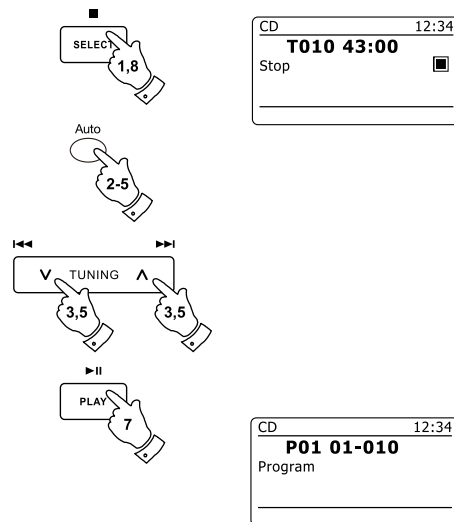 SELECT
1,8
CD 12:34
T010 43:00
Stop
Auto
2-5
TUNING
3,5
3,5
PLAY
7
CD 12:34
P01 01-010
Program